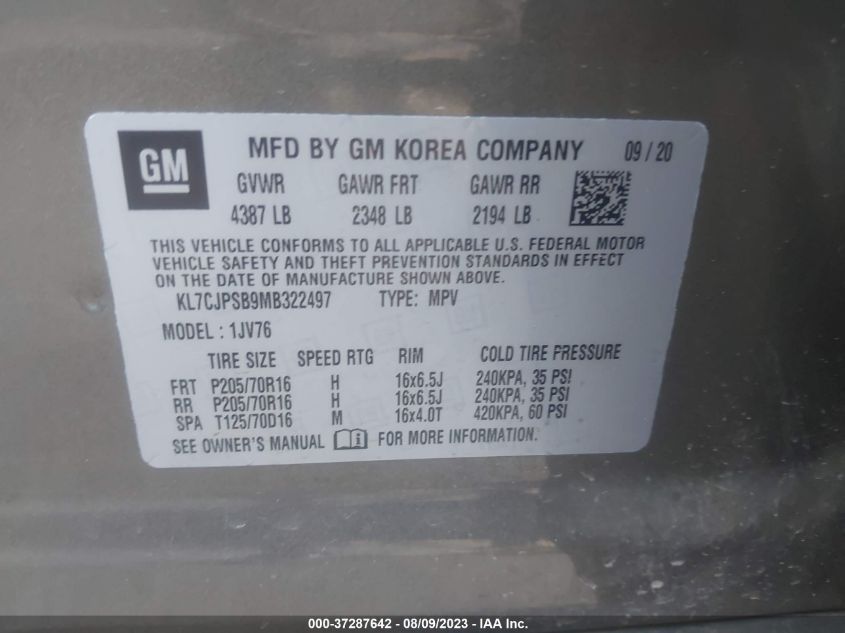 GM
MFD BY GM KOREA COMPANY 09/20
GVWR GAWR FRT GAWR RR
4387 LB 2348 LB 2194 LB
THIS VEHICLE CONFORMS TO ALL APPLICABLE U.S. FEDERAL MOTOR
VEHICLE SAFETY AND THEFT PREVENTION STANDARDS IN EFFECT
ON THE DATE OF MANUFACTURE SHOWN ABOVE.
KL7CJPSB9MB322497 TYPE: MPV
MODEL : 1JV76
TIRE SIZE SPEED RTG RIM COLD TIRE PRESSURE
FRT P205/70R16 H 16x6.5J 240KPA, 35 PSI
RR P205/70R16 H 16x6.5J 240KPA, 35 PSI
SPA T125/70D16 M 16x4.0T 420KPA, 60 PSI
SEE OWNER'S MANUAL FOR MORE INFORMATION.
000-37287642 - 08/09/2023 - IAA Inc.